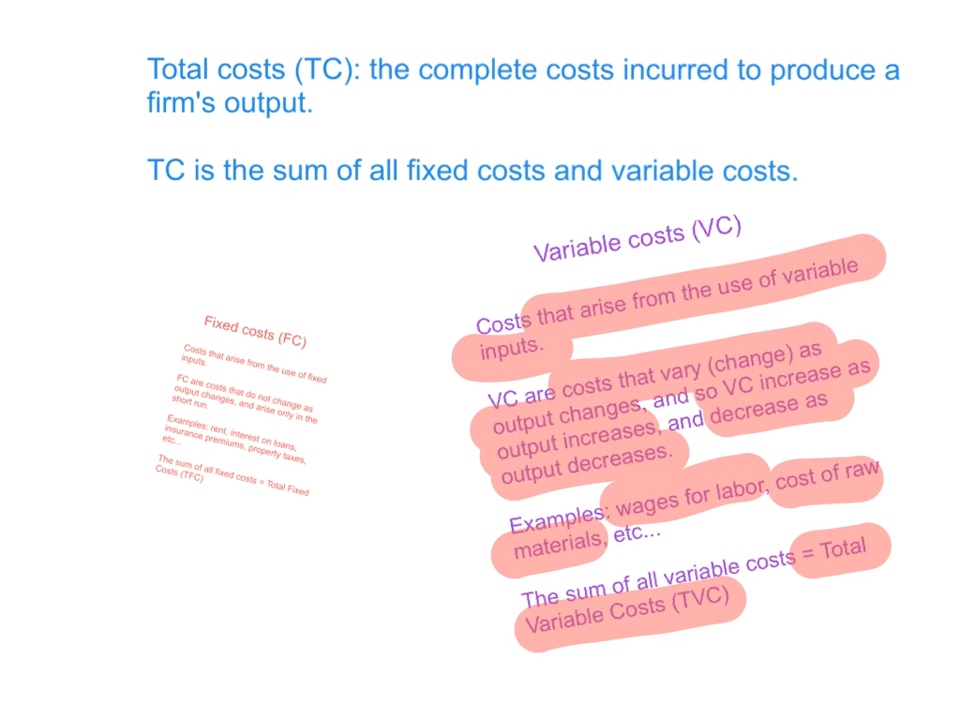 Total costs (TC): the complete costs incurred to produce a
firm's output.
TC is the sum of all fixed costs and variable costs.
Fixed costs (FC)
Costs that arise from the use of fixed
inputs.
FC are costs that do not change as
output changes, and arise only in the
short run.
Examples: rent, interest on loans,
insurance premiums, property taxes,
etc...
The sum of all fixed costs = Total Fixed
Costs (TFC)
Variable costs (VC)
Costs that arise from the use of variable
inputs.
VC are costs that vary (change) as
output changes, and so VC increase as
output increases, and decrease as
output decreases.
Examples: wages for labor, cost of raw
materials, etc...
The sum of all variable costs = Total
Variable Costs (TVC)